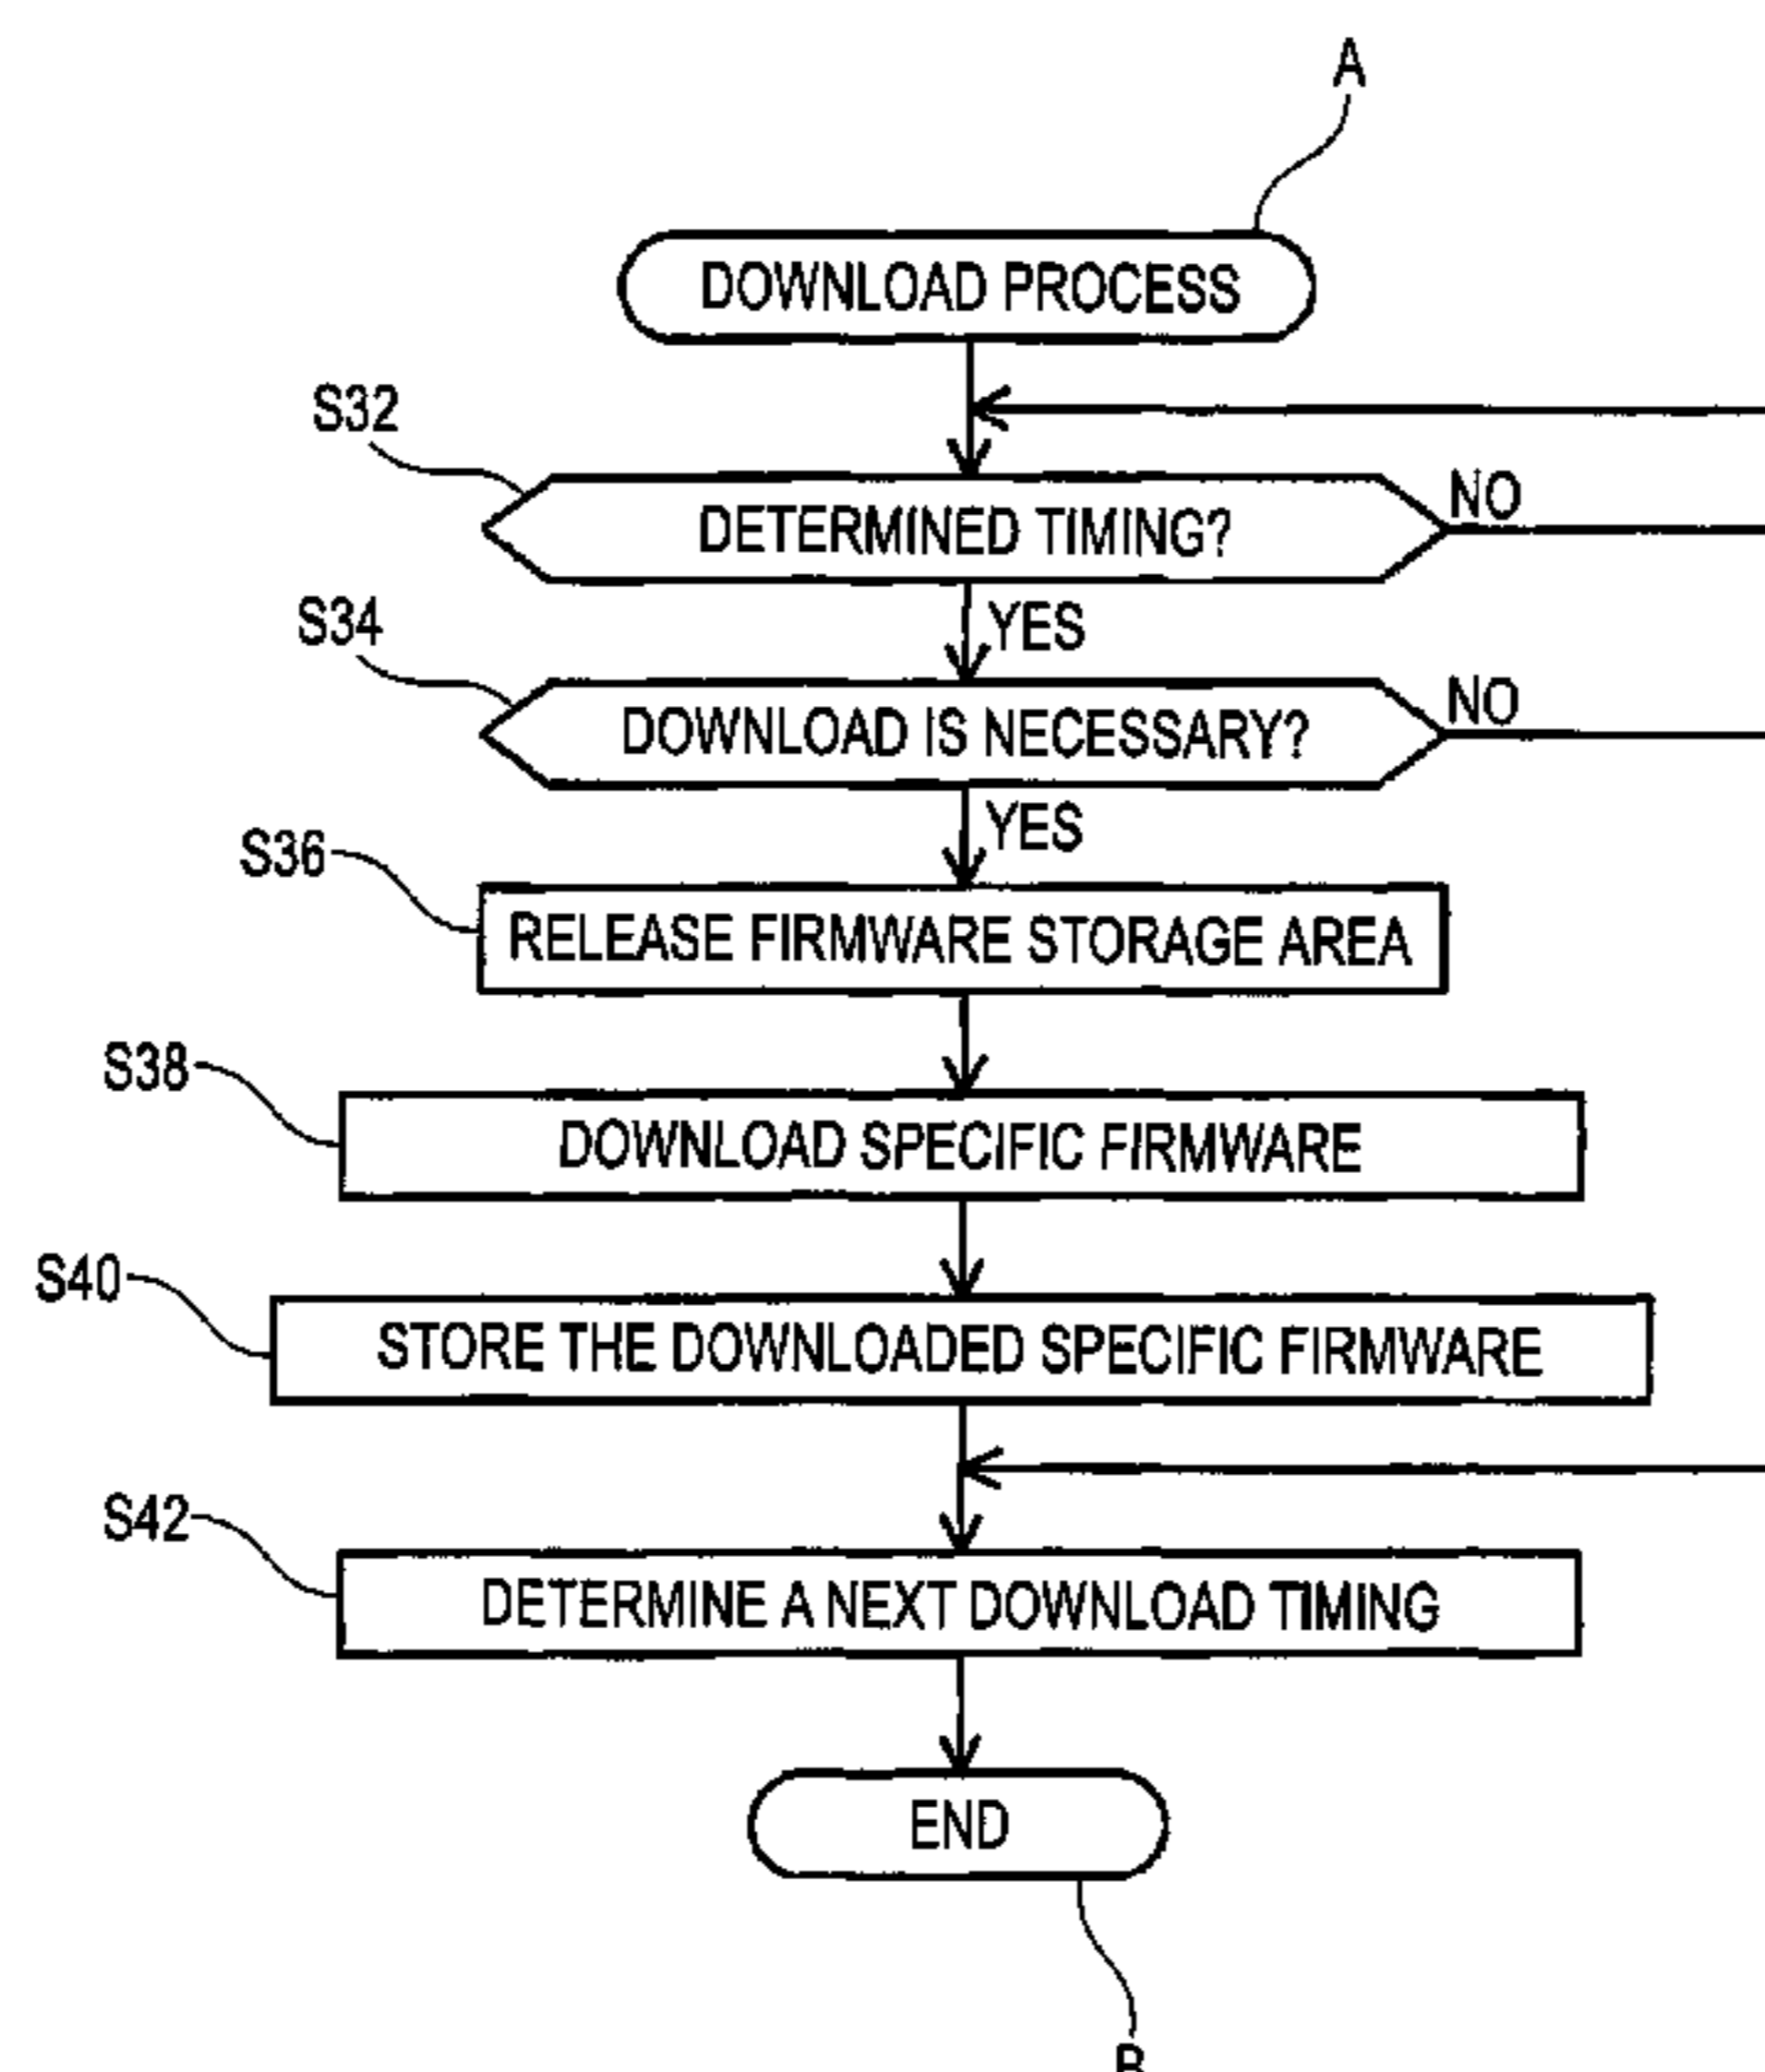 A
DOWNLOAD PROCESS
S32
DETERMINED TIMING?
NO
YES
S34
DOWNLOAD IS NECESSARY?
NO
YES
S36
RELEASE FIRMWARE STORAGE AREA
S38
DOWNLOAD SPECIFIC FIRMWARE
S40
STORE THE DOWNLOADED SPECIFIC FIRMWARE
S42
DETERMINE A NEXT DOWNLOAD TIMING
END